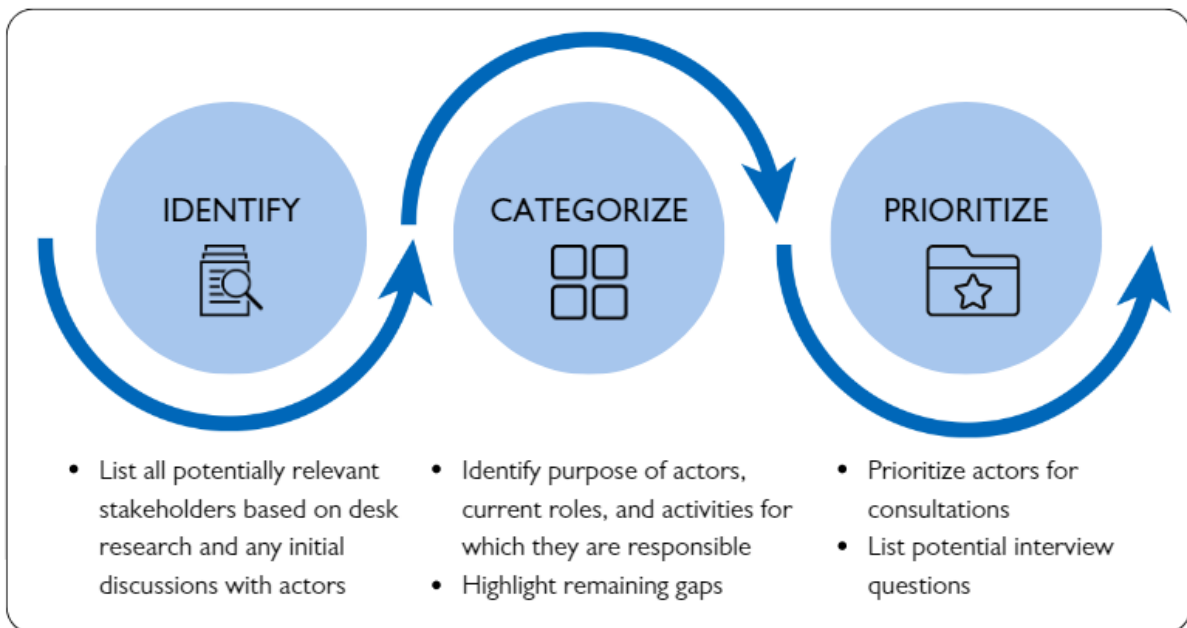 IDENTIFY
CATEGORIZE
PRIORITIZE
• List all potentially relevant
stakeholders based on desk
research and any initial
discussions with actors
• Identify purpose of actors,
current roles, and activities for
which they are responsible
• Highlight remaining gaps
• Prioritize actors for
consultations
• List potential interview
questions